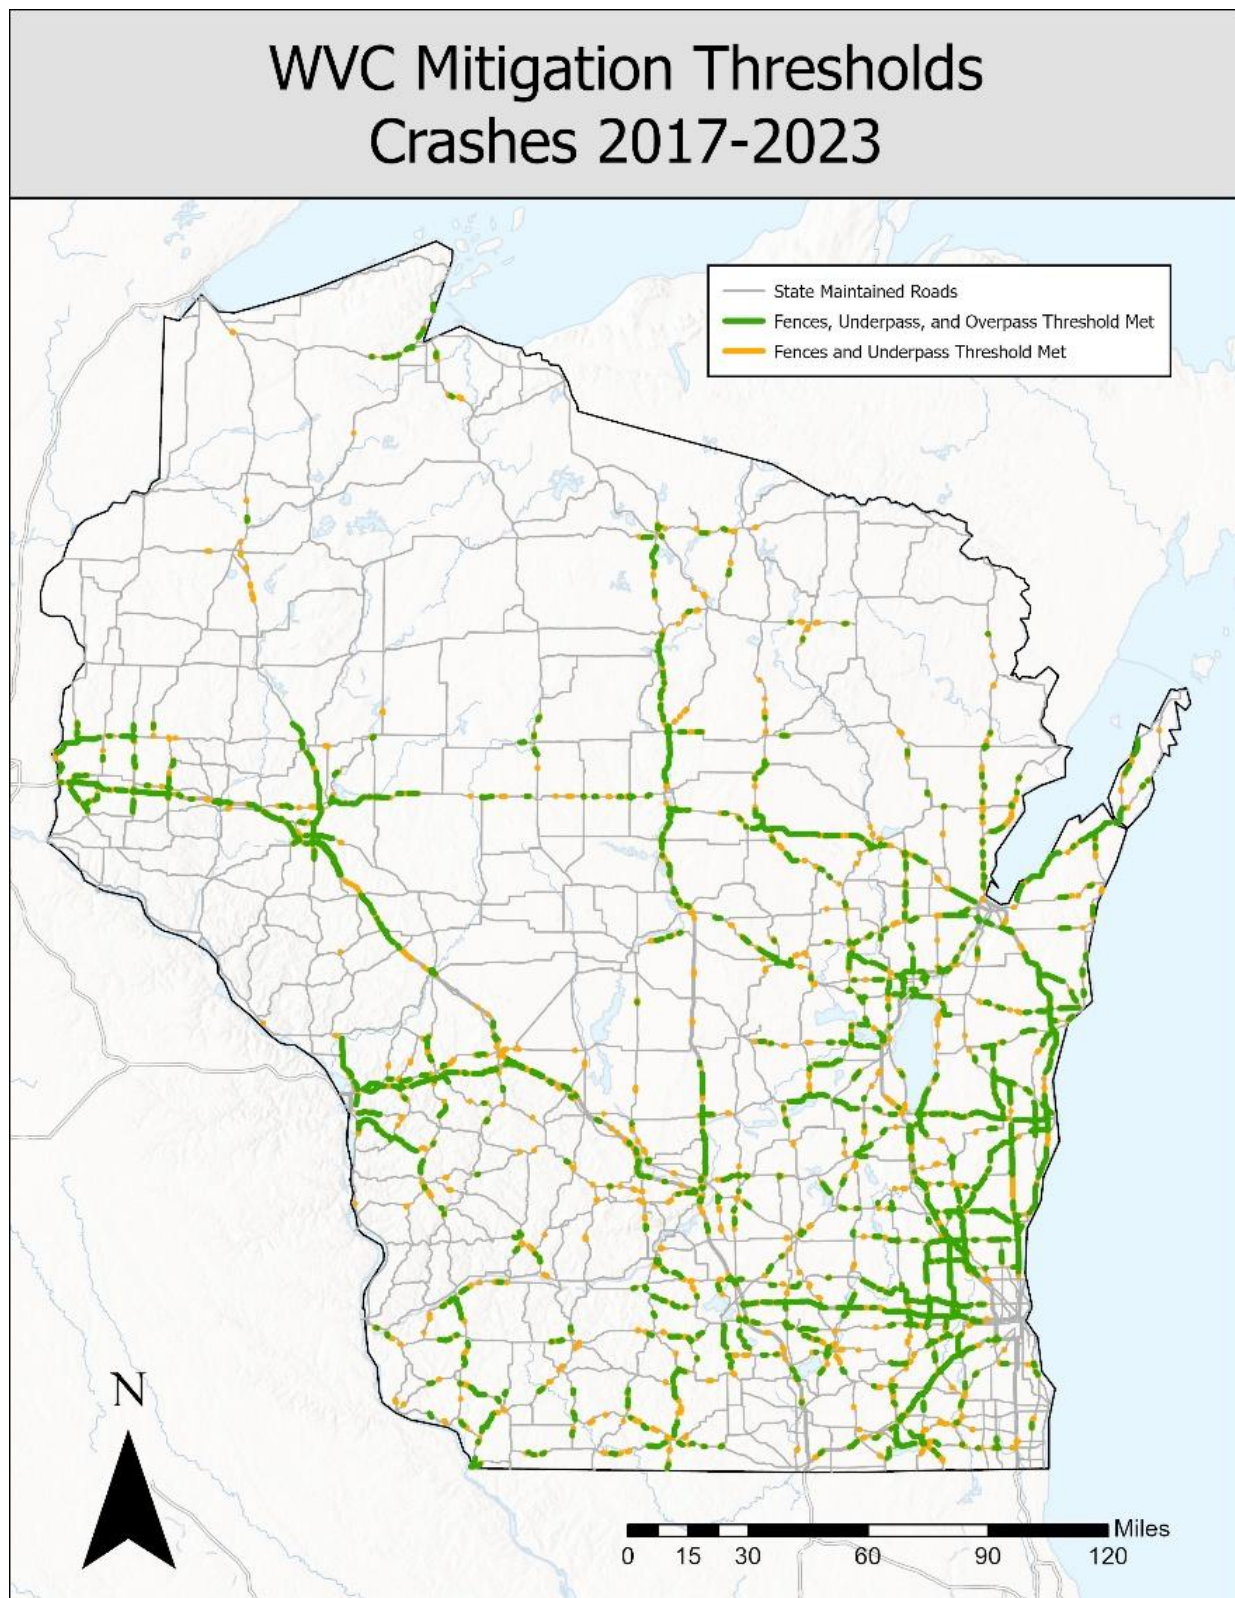 WVC Mitigation Thresholds
Crashes 2017-2023
State Maintained Roads
Fences, Underpass, and Overpass Threshold Met
Fences and Underpass Threshold Met
N
Miles
0 15 30 60 90 120